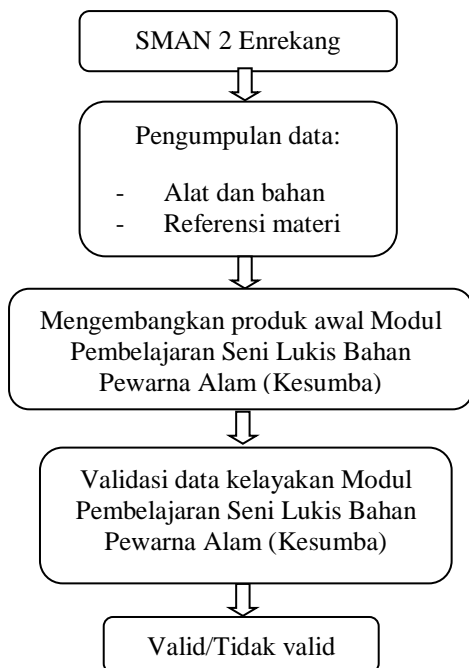 SMAN 2 Enrekang
Pengumpulan data:
- Alat dan bahan
- Referensi materi
Mengembangkan produk awal Modul
Pembelajaran Seni Lukis Bahan
Pewarna Alam (Kesumba)
Validasi data kelayakan Modul
Pembelajaran Seni Lukis Bahan
Pewarna Alam (Kesumba)
Valid/Tidak valid